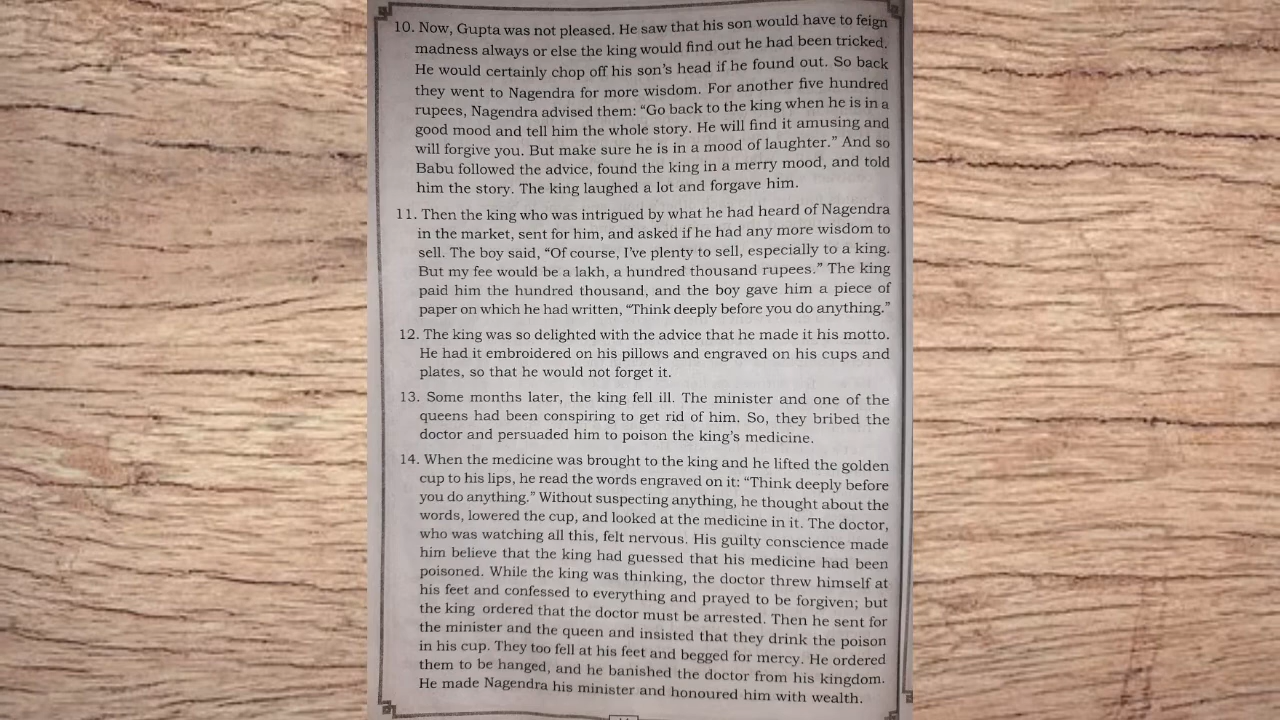 10. Now, Gupta was not pleased. He saw that his son would have to feign
madness always or else the king would find out he had been tricked.
He would certainly chop off his son's head if he found out. So back
they went to Nagendra for more wisdom. For another five hundred
rupees, Nagendra advised them: “Go back to the king when he is in a
good mood and tell him the whole story. He will find it amusing and
will forgive you. But make sure he is in a mood of laughter.” And so
Babu followed the advice, found the king in a merry mood, and told
him the story. The king laughed a lot and forgave him.
11. Then the king who was intrigued by what he had heard of Nagendra
in the market, sent for him, and asked if he had any more wisdom to
sell. The boy said, “Of course, I've plenty to sell, especially to a king.
But my fee would be a lakh, a hundred thousand rupees.” The king
paid him the hundred thousand, and the boy gave him a piece of
paper on which he had written, “Think deeply before you do anything.”
12. The king was so delighted with the advice that he made it his motto.
He had it embroidered on his pillows and engraved on his cups and
plates, so that he would not forget it.
13. Some months later, the king fell ill. The minister and one of the
queens had been conspiring to get rid of him. So, they bribed the
doctor and persuaded him to poison the king's medicine.
14. When the medicine was brought to the king and he lifted the golden
cup to his lips, he read the words engraved on it: “Think deeply before
you do anything.” Without suspecting anything, he thought about the
words, lowered the cup, and looked at the medicine in it. The doctor,
who was watching all this, felt nervous. His guilty conscience made
him believe that the king had guessed that his medicine had been
poisoned. While the king was thinking, the doctor threw himself at
his feet and confessed to everything and prayed to be forgiven; but
the king ordered that the doctor must be arrested. Then he sent for
the minister and the queen and insisted that they drink the poison
in his cup. They too fell at his feet and begged for mercy. He ordered
them to be hanged, and he banished the doctor from his kingdom.
He made Nagendra his minister and honoured him with wealth.